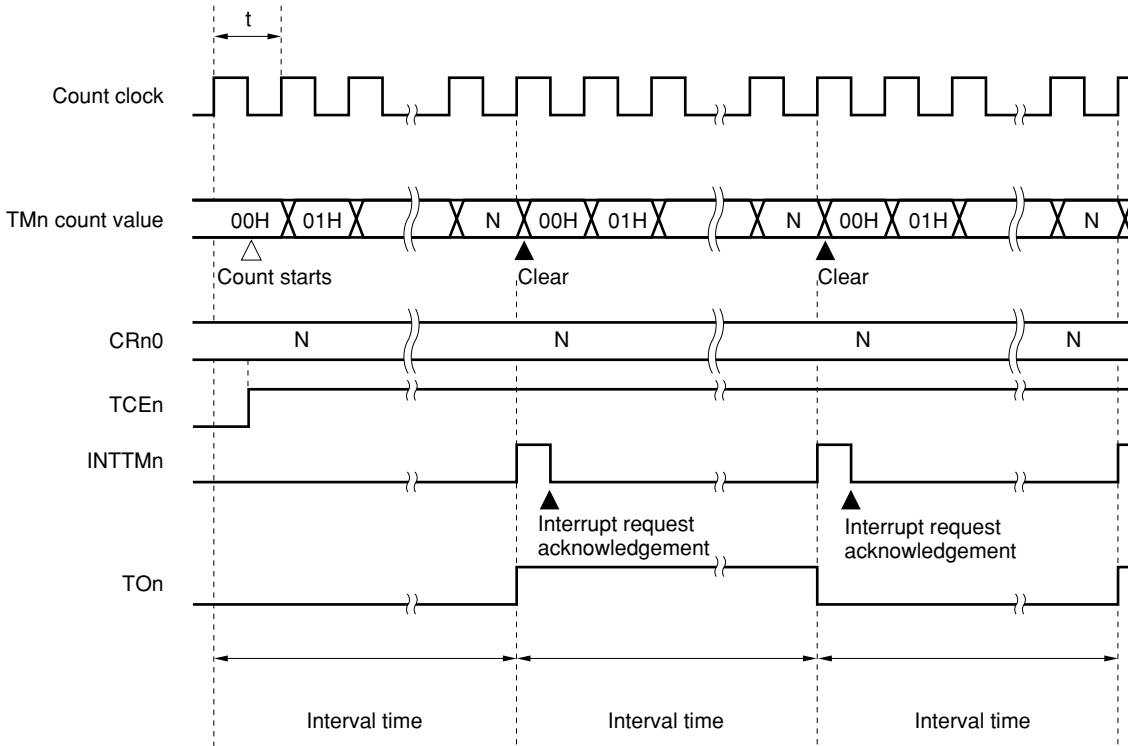 t
Count clock
TMn count value
00H 01H N 00H 01H N 00H 01H N
Count starts
Clear
Clear
CRn0
N N N N
TCEn
INTTMn
Interrupt request
acknowledgement
Interrupt request
acknowledgement
TOn
Interval time
Interval time
Interval time